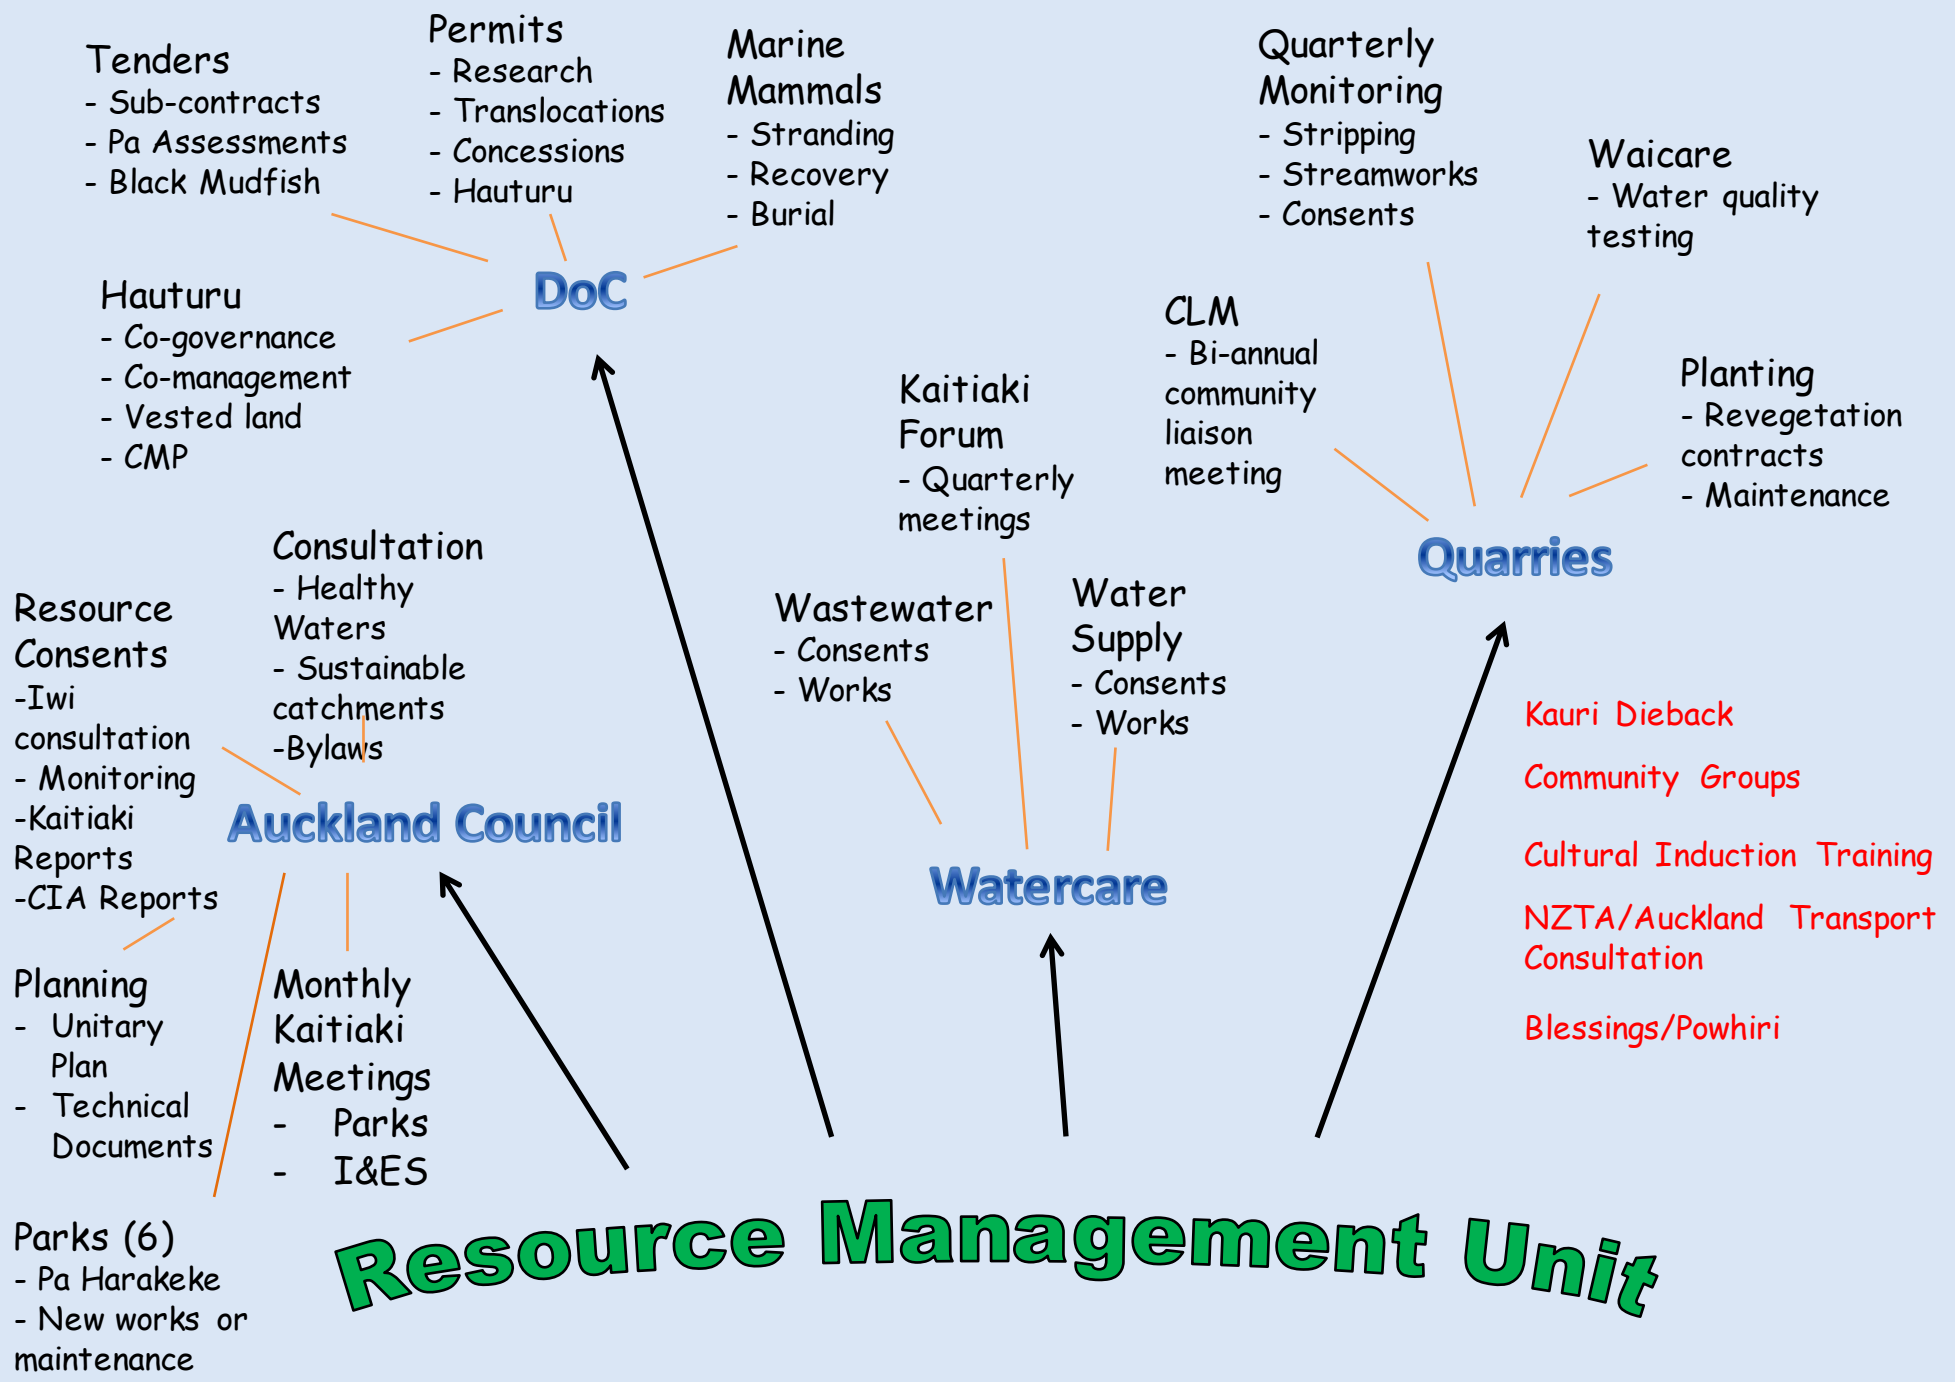 Tenders
- Sub-contracts
- Pa Assessments
- Black Mudfish
Permits
- Research
- Translocations
- Concessions
- Hauturu
Marine
Mammals
- Stranding
- Recovery
- Burial
Hauturu
- Co-governance
- Co-management
- Vested land
- CMP
DoC
Quarterly
Monitoring
- Stripping
- Streamworks
- Consents
Waicare
- Water quality
testing
CLM
- Bi-annual
community
liaison
meeting
Planting
- Revegetation
contracts
- Maintenance
Quarries
Kaitiaki
Forum
- Quarterly
meetings
Wastewater
- Consents
- Works
Water
Supply
- Consents
- Works
Watercare
Consultation
- Healthy
Waters
- Sustainable
catchments
-Bylaws
Resource
Consents
-Iwi
consultation
- Monitoring
-Kaitiaki
Reports
-CIA Reports
Auckland Council
Planning
- Unitary
Plan
- Technical
Documents
Monthly
Kaitiaki
Meetings
- Parks
- I&ES
Parks (6)
- Pa Harakeke
- New works or
maintenance
Kauri Dieback
Community Groups
Cultural Induction Training
NZTA/Auckland Transport
Consultation
Blessings/Powhiri
Resource Management Unit